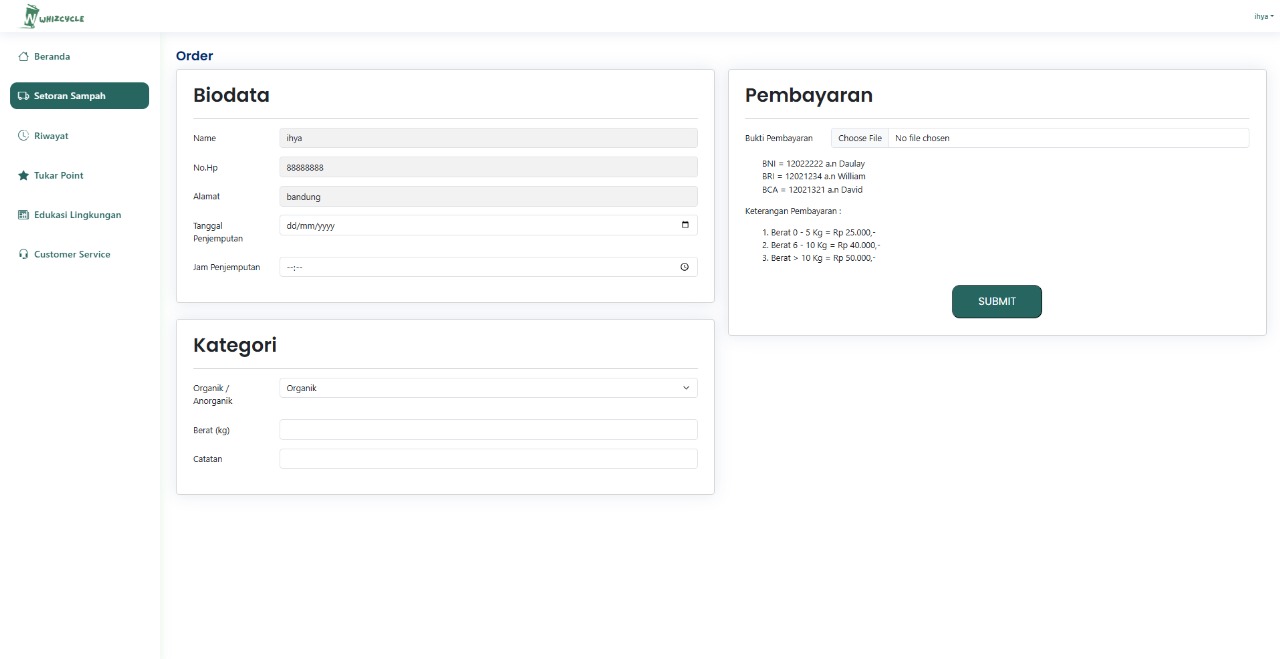 WHIZCYCLE
ihya
Beranda
Setoran Sampah
Riwayat
Tukar Point
Edukasi Lingkungan
Customer Service
Order
Biodata
Name ihya
No.Hp 88888888
Alamat bandung
Tanggal
Penjemputan
dd/mm/yyyy
Jam Penjemputan --:--
Kategori
Organik /
Anorganik
Organik
Berat (kg)
Catatan
Pembayaran
Bukti Pembayaran Choose File No file chosen
BNI = 12022222 a.n Daulay
BRI = 12021234 a.n William
BCA = 12021321 a.n David
Keterangan Pembayaran :
1. Berat 0 - 5 Kg = Rp 25.000,-
2. Berat 6 - 10 Kg = Rp 40.000,-
3. Berat > 10 Kg = Rp 50.000,-
SUBMIT